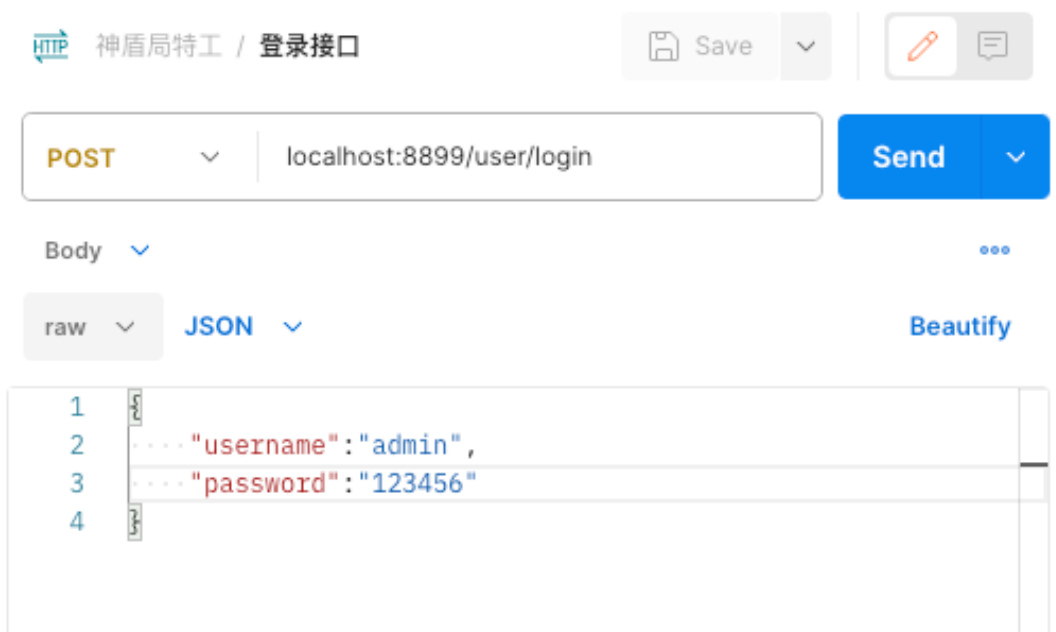 HTTP 神盾局特工 / 登录接口 Save
POST localhost:8899/user/login Send
Body
raw JSON Beautify
1 {
2 "username":"admin",
3 "password":"123456"
4 }